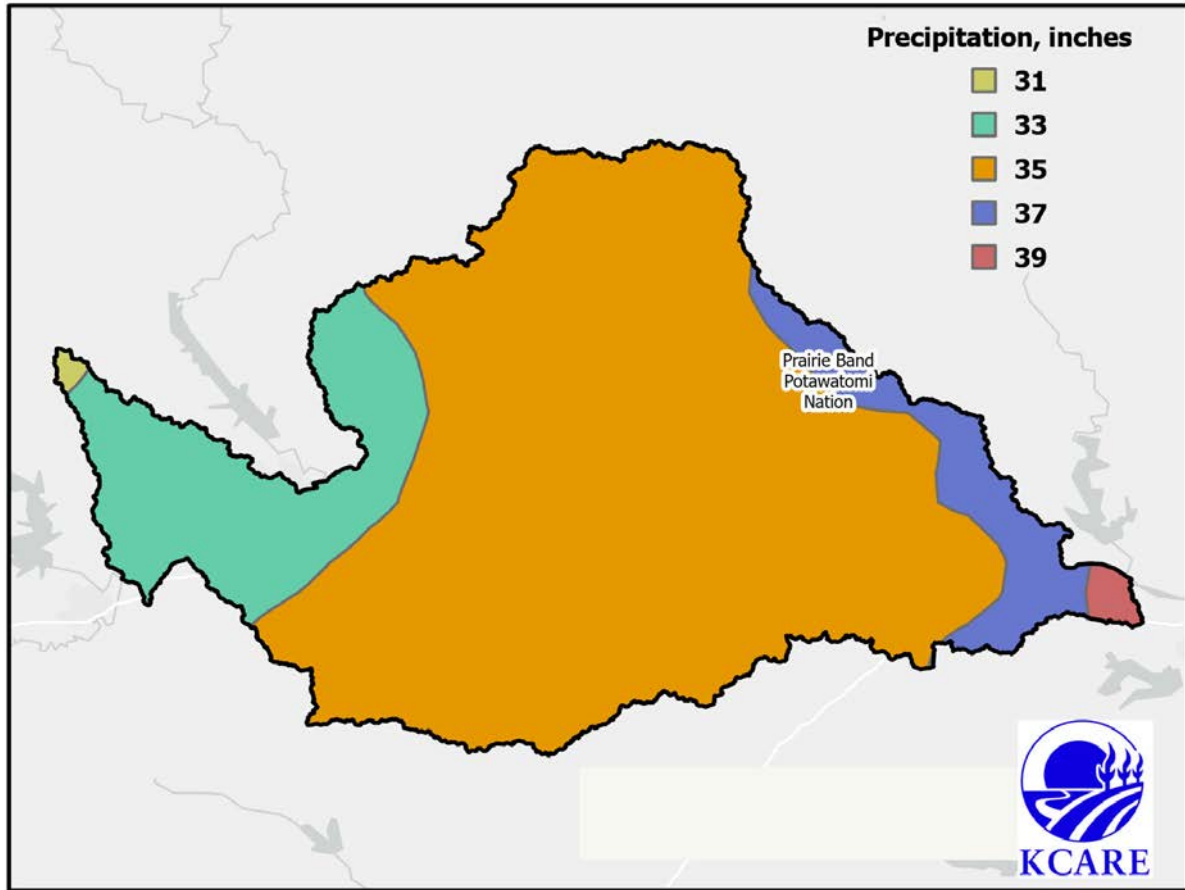 Precipitation, inches
31
33
35
37
39
Prairie Band
Potawatomi
Nation
KCARE